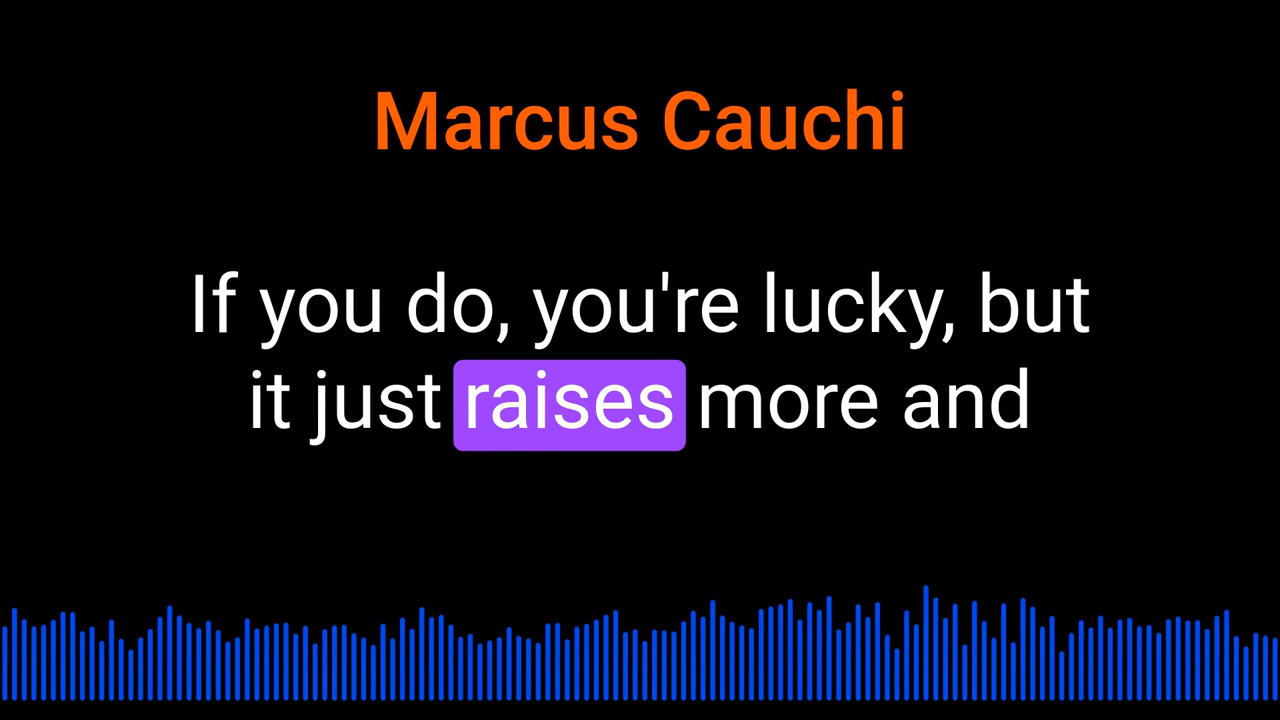 Marcus Cauchi
If you do, you're lucky, but
it just raises more and